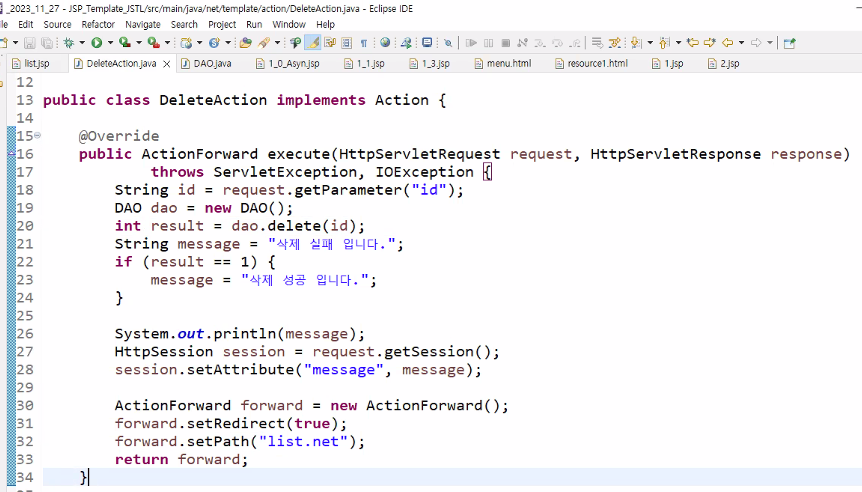 _2023_11_27 - JSP_Template_JSTL/src/main/java/net/template/action/DeleteAction.java - Eclipse IDE
Edit Source Refactor Navigate Search Project Run Window Help
list.jsp DeleteAction.java DAO.java 1_0_Asyn.jsp 1_1.jsp 1_3.jsp menu.html resource1.html 1.jsp 2.jsp
12
13 public class DeleteAction implements Action {
14
15 @Override
16 public ActionForward execute(HttpServletRequest request, HttpServletResponse response)
17 throws ServletException, IOException {
18 String id = request.getParameter("id");
19 DAO dao = new DAO();
20 int result = dao.delete(id);
21 String message = "삭제 실패 입니다.";
22 if (result == 1) {
23 message = "삭제 성공 입니다.";
24 }
25
26 System.out.println(message);
27 HttpSession session = request.getSession();
28 session.setAttribute("message", message);
29
30 ActionForward forward = new ActionForward();
31 forward.setRedirect(true);
32 forward.setPath("list.net");
33 return forward;
34 }